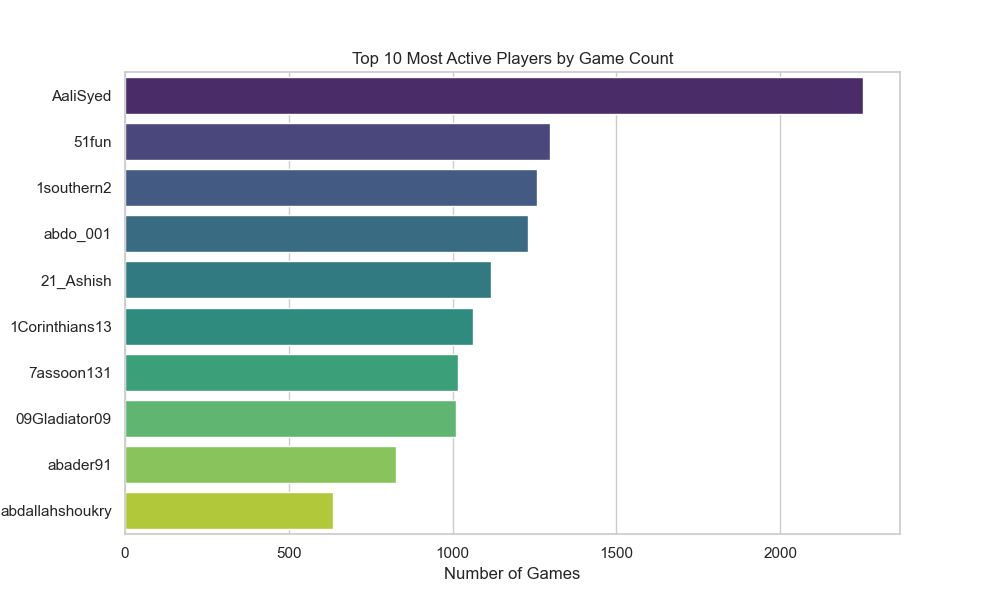 Top 10 Most Active Players by Game Count
AaliSyed
51fun
1southern2
abdo_001
21_Ashish
1Corinthians13
7assoon131
09Gladiator09
abader91
abdallahshoukry
0 500 1000 1500 2000
Number of Games